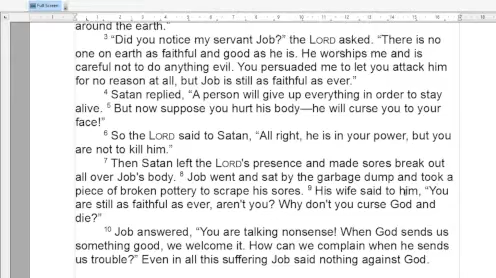 Full Screen
around the earth."
3 "Did you notice my servant Job?" the LORD asked. "There is no
one on earth as faithful and good as he is. He worships me and is
careful not to do anything evil. You persuaded me to let you attack him
for no reason at all, but Job is still as faithful as ever."
4 Satan replied, "A person will give up everything in order to stay
alive. 5 But now suppose you hurt his body—he will curse you to your
face!"
6 So the LORD said to Satan, "All right, he is in your power, but you
are not to kill him."
7 Then Satan left the LORD's presence and made sores break out
all over Job's body. 8 Job went and sat by the garbage dump and took a
piece of broken pottery to scrape his sores. 9 His wife said to him, "You
are still as faithful as ever, aren't you? Why don't you curse God and
die?"
10 Job answered, "You are talking nonsense! When God sends us
something good, we welcome it. How can we complain when he sends
us trouble?" Even in all this suffering Job said nothing against God.